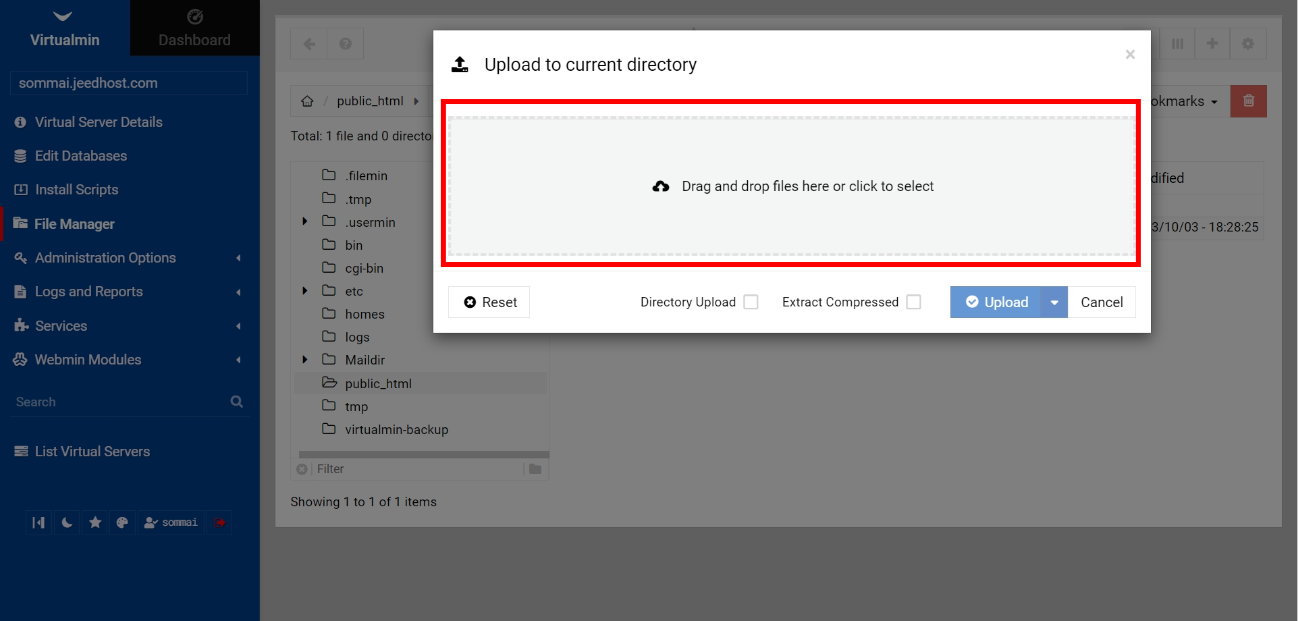 Virtualmin
Dashboard
sommai.jeedhost.com
Virtual Server Details
Edit Databases
Install Scripts
File Manager
Administration Options
Logs and Reports
Services
Webmin Modules
Search
List Virtual Servers
sommai
/ public_html
okmarks
Total: 1 file and 0 directo
.filemin
.tmp
.usermin
bin
cgi-bin
etc
homes
logs
Maildir
public_html
tmp
virtualmin-backup
Filter
Showing 1 to 1 of 1 items
dified
3/10/03 - 18:28:25
Upload to current directory
×
Drag and drop files here or click to select
Reset
Directory Upload
Extract Compressed
Upload
Cancel